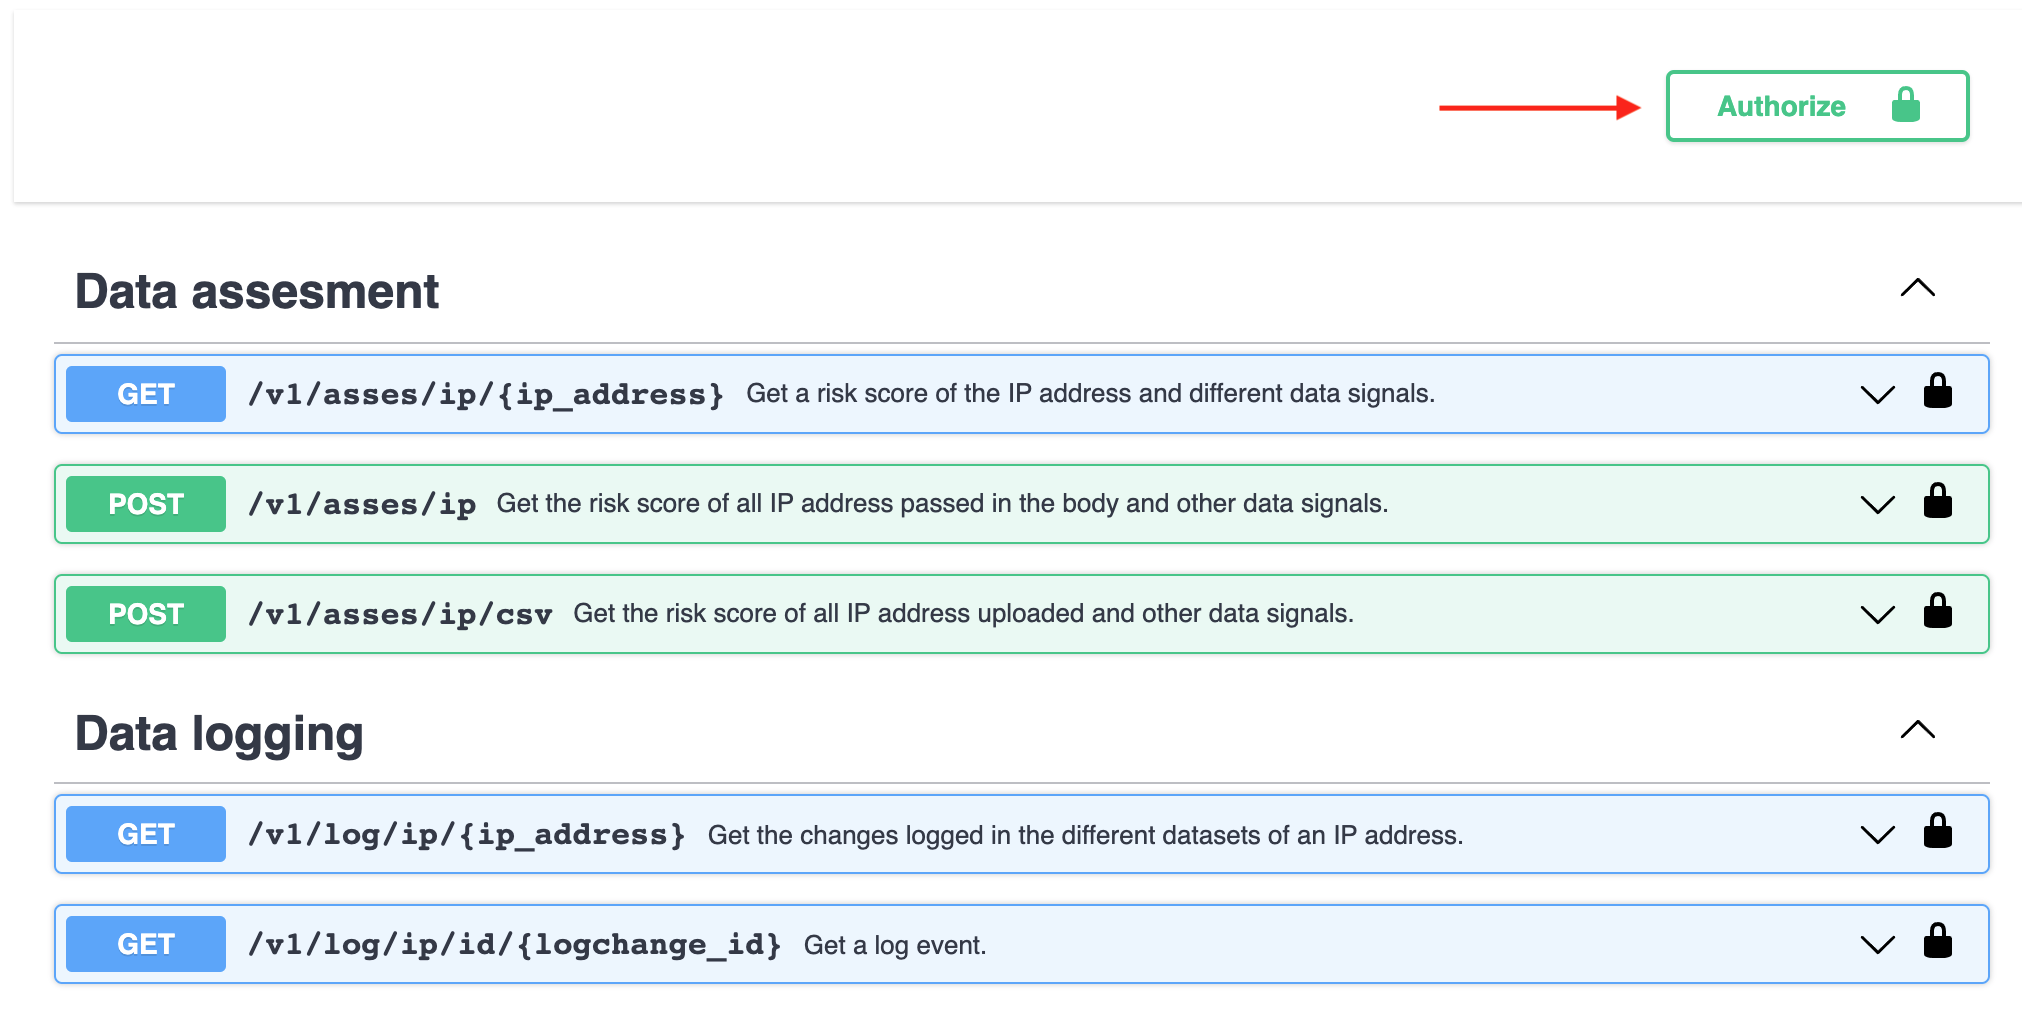 Authorize
Data assesment
GET /v1/asses/ip/{ip_address} Get a risk score of the IP address and different data signals.
POST /v1/asses/ip Get the risk score of all IP address passed in the body and other data signals.
POST /v1/asses/ip/csv Get the risk score of all IP address uploaded and other data signals.
Data logging
GET /v1/log/ip/{ip_address} Get the changes logged in the different datasets of an IP address.
GET /v1/log/ip/id/{logchange_id} Get a log event.